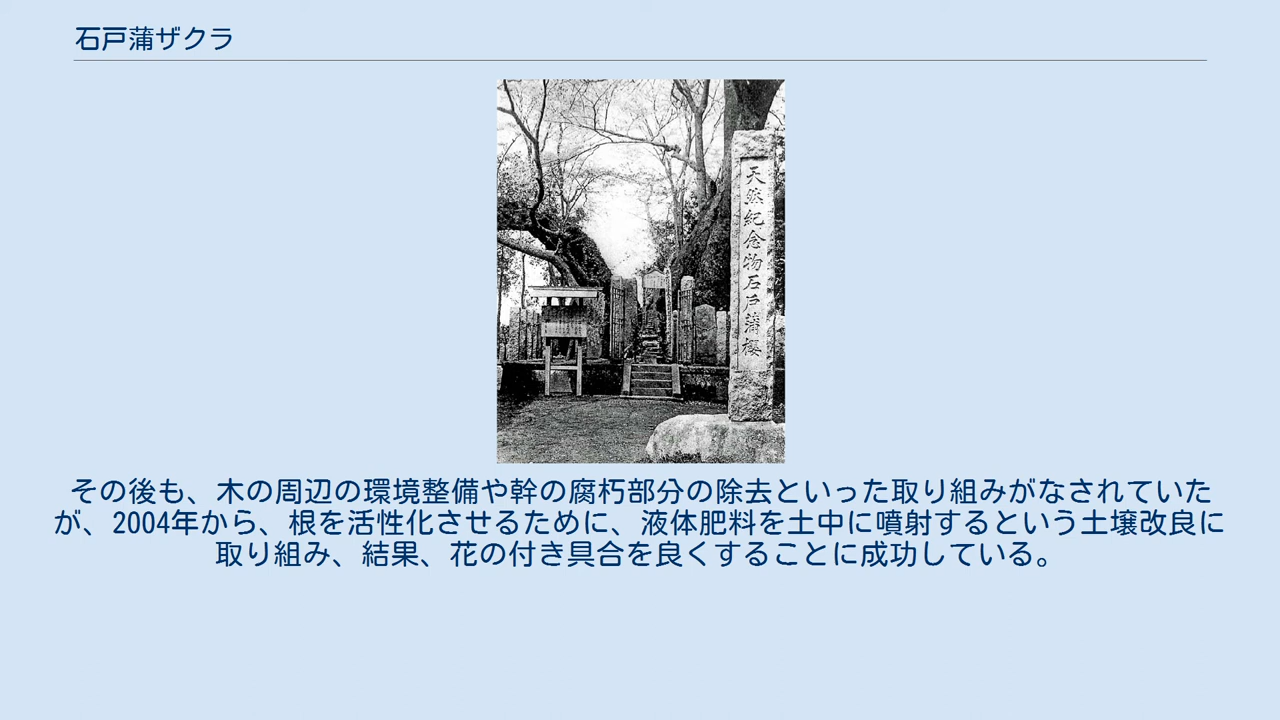 石戸蒲ザクラ
天然紀念物石戸蒲櫻
その後も、木の周辺の環境整備や幹の腐朽部分の除去といった取り組みがなされていた
が、2004年から、根を活性化させるために、液体肥料を土中に噴射するという土壌改良に
取り組み、結果、花の付き具合を良くすることに成功している。